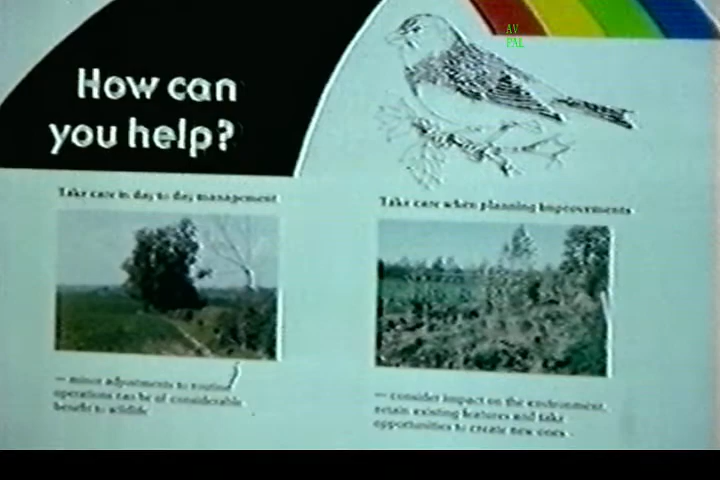 AV
PAL
How can
you help?
Take care in day to day management
Take care when planning improvements
— minor adjustments to routine
operations can be of considerable
benefit to wildlife
— consider impact on the environment,
retain existing features and take
opportunities to create new ones